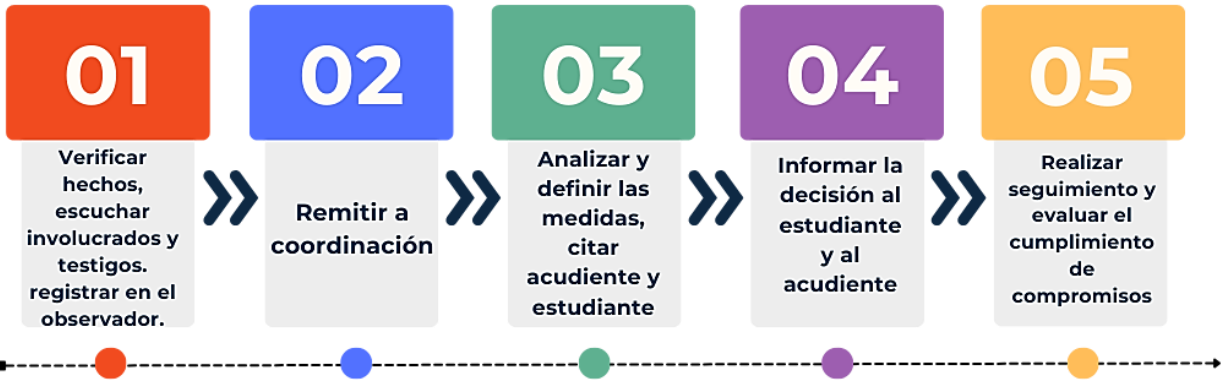 01
Verificar
hechos,
escuchar
involucrados y
testigos.
registrar en el
observador.
02
Remitir a
coordinación
03
Analizar y
definir las
medidas,
citar
acudiente y
estudiante
04
Informar la
decisión al
estudiante
y al
acudiente
05
Realizar
seguimiento y
evaluar el
cumplimiento
de
compromisos